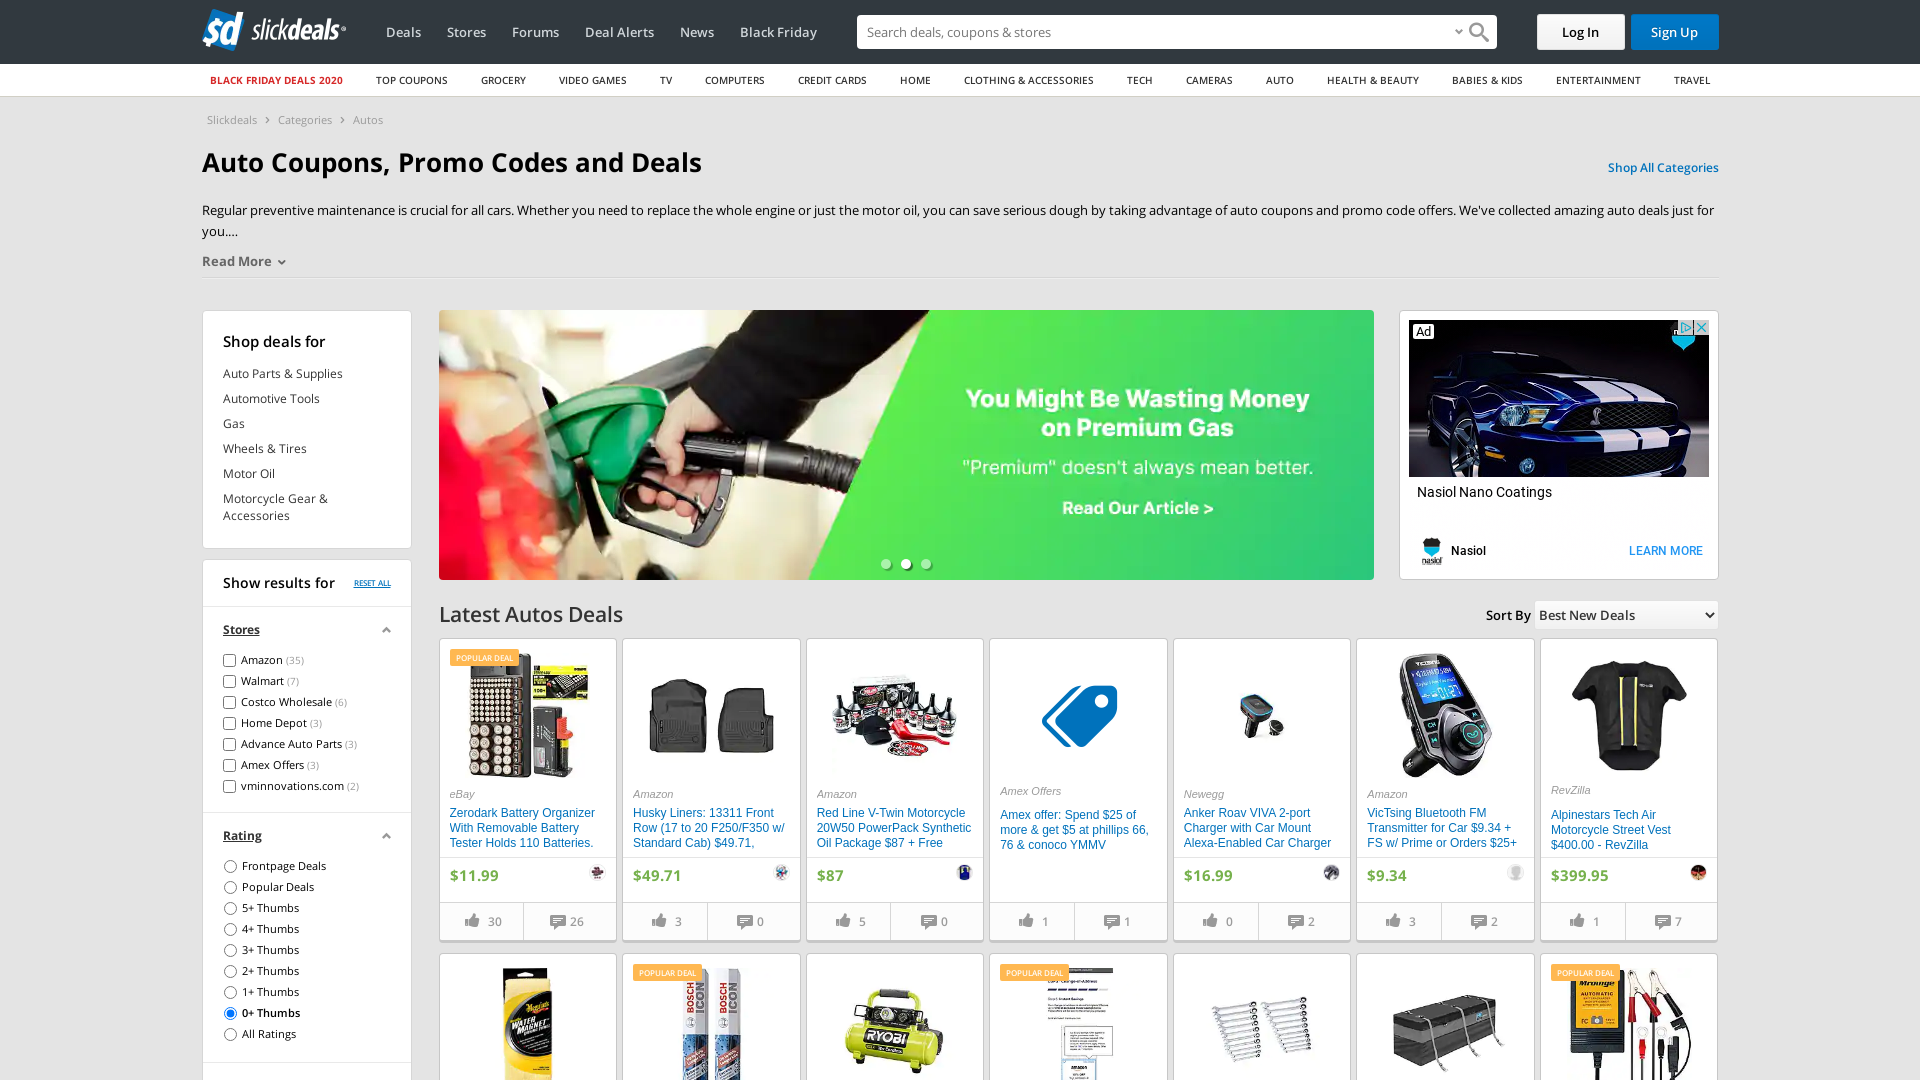 sd slickdeals
Deals
Stores
Forums
Deal Alerts
News
Black Friday
Search deals, coupons & stores
Log In
Sign Up
BLACK FRIDAY DEALS 2020
TOP COUPONS
GROCERY
VIDEO GAMES
TV
COMPUTERS
CREDIT CARDS
HOME
CLOTHING & ACCESSORIES
TECH
CAMERAS
AUTO
HEALTH & BEAUTY
BABIES & KIDS
ENTERTAINMENT
TRAVEL
Slickdeals > Categories > Autos
Auto Coupons, Promo Codes and Deals
Shop All Categories
Regular preventive maintenance is crucial for all cars. Whether you need to replace the whole engine or just the motor oil, you can save serious dough by taking advantage of auto coupons and promo code offers. We've collected amazing auto deals just for
you....
Read More
Shop deals for
Auto Parts & Supplies
Automotive Tools
Gas
Wheels & Tires
Motor Oil
Motorcycle Gear &
Accessories
Show results for
RESET ALL
Stores
Amazon (35)
Walmart (7)
Costco Wholesale (6)
Home Depot (3)
Advance Auto Parts (3)
Amex Offers (3)
vminnovations.com (2)
Rating
Frontpage Deals
Popular Deals
5+ Thumbs
4+ Thumbs
3+ Thumbs
2+ Thumbs
1+ Thumbs
0+ Thumbs
All Ratings
You Might Be Wasting Money
on Premium Gas
"Premium" doesn't always mean better.
Read Our Article >
Ad
Nasiol Nano Coatings
nasiol
Nasiol
LEARN MORE
Latest Autos Deals
Sort By
Best New Deals
POPULAR DEAL
eBay
Zerodark Battery Organizer
With Removable Battery
Tester Holds 110 Batteries.
$11.99
30
26
Amazon
Husky Liners: 13311 Front
Row (17 to 20 F250/F350 w/
Standard Cab) $49.71,
$49.71
3
0
Amazon
Red Line V-Twin Motorcycle
20W50 PowerPack Synthetic
Oil Package $87 + Free
$87
5
0
Amex Offers
Amex offer: Spend $25 of
more & get $5 at phillips 66,
76 & conoco YMMV
1
1
Newegg
Anker Roav VIVA 2-port
Charger with Car Mount
Alexa-Enabled Car Charger
$16.99
0
2
Amazon
VicTsing Bluetooth FM
Transmitter for Car $9.34 +
FS w/ Prime or Orders $25+
$9.34
3
2
RevZilla
Alpinestars Tech Air
Motorcycle Street Vest
$400.00 - RevZilla
$399.95
1
7
Meguiar's
WATER
MAGNET
POPULAR DEAL
BOSCH
ICON
BOSCH
ICON
RYOBI
POPULAR DEAL
POPULAR DEAL
Mroinge
AUTOMATIC